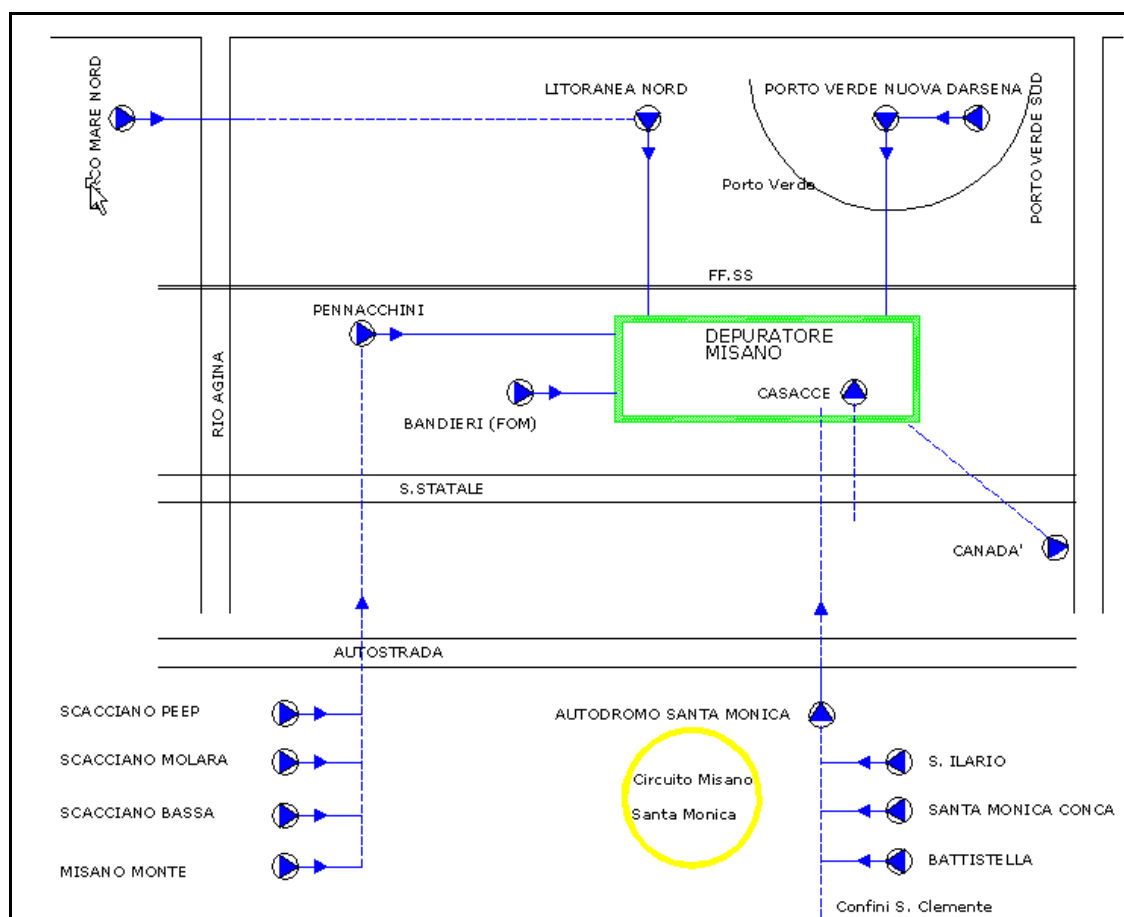 CO MARE NORD
LITORANEA NORD
PORTO VERDE NUOVA DARSENA
PORTO VERDE SUD
Porto Verde
FF.SS
PENNACCHINI
DEPURATORE
MISANO
RIO AGINA
CASACCE
BANDIERI (FOM)
S.STATALE
CANADA'
AUTOSTRADA
SCACCIANO PEEP
AUTODROMO SANTA MONICA
SCACCIANO MOLARA
S. ILARIO
Circuito Misano
Santa Monica
SCACCIANO BASSA
SANTA MONICA CONCA
MISANO MONTE
BATTISTELLA
Confini S. Clemente